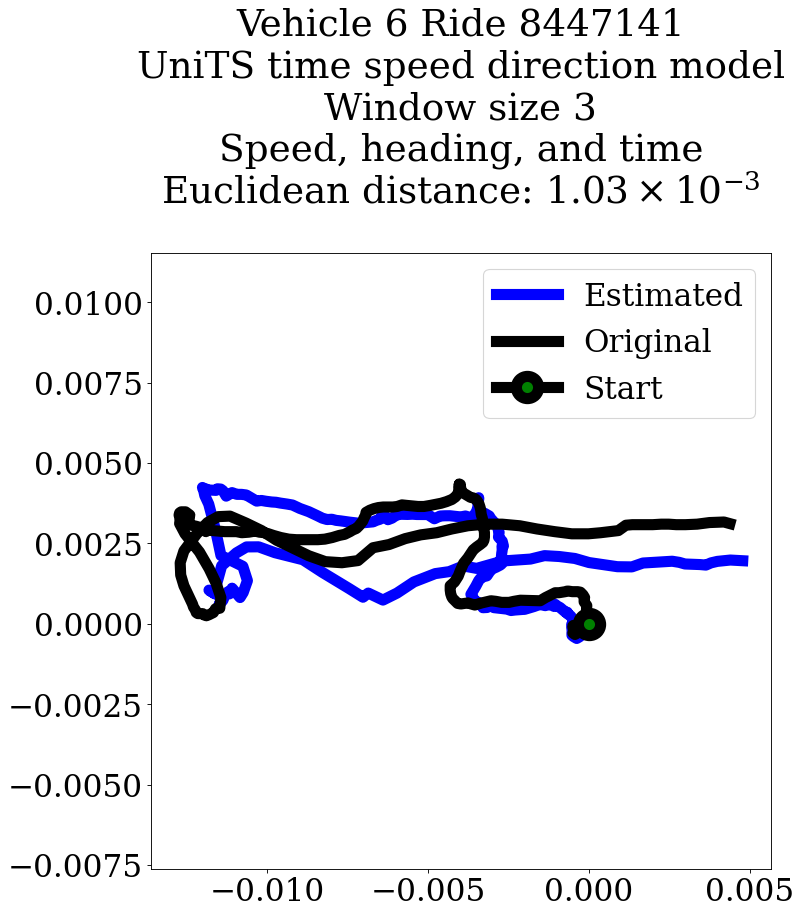 Vehicle 6 Ride 8447141
UniTS time speed direction model
Window size 3
Speed, heading, and time
Euclidean distance: 1.03 × 10⁻³
Estimated
Original
Start
0.0100
0.0075
0.0050
0.0025
0.0000
−0.0025
−0.0050
−0.0075
−0.010 −0.005 0.000 0.005